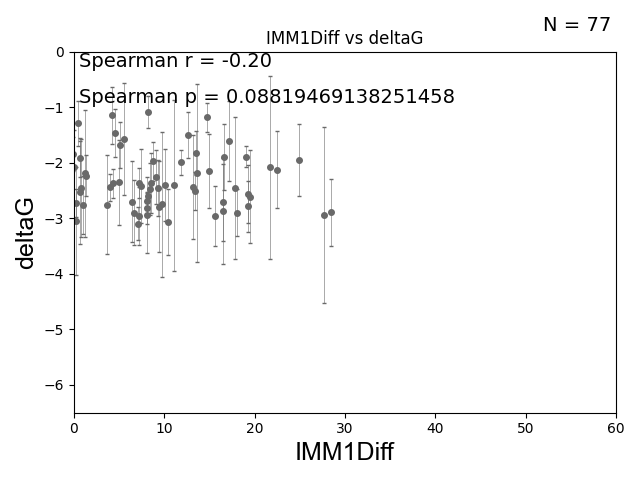 N = 77
IMM1Diff vs deltaG
Spearman r = -0.20
Spearman p = 0.08819469138251458
0
−1
−2
−3
−4
−5
−6
deltaG
0 10 20 30 40 50 60
IMM1Diff